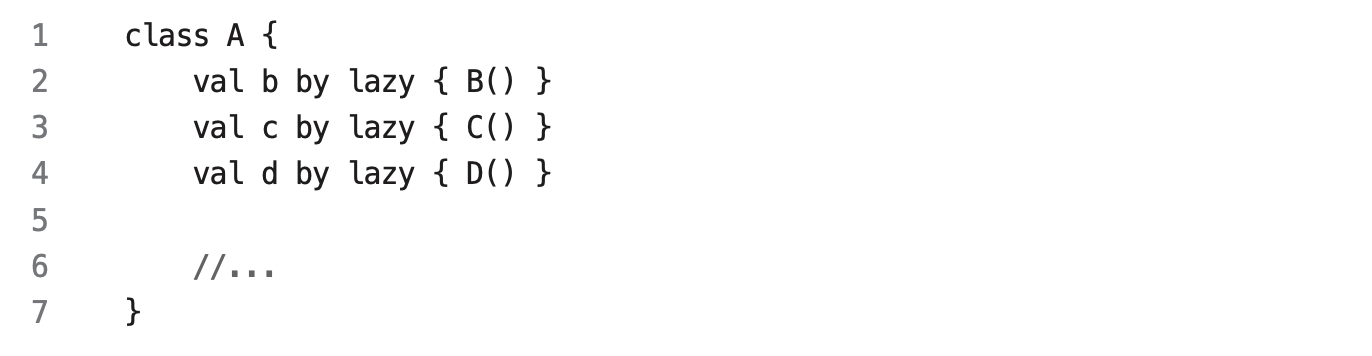 1 class A {
2     val b by lazy { B() }
3     val c by lazy { C() }
4     val d by lazy { D() }
5
6     //...
7 }